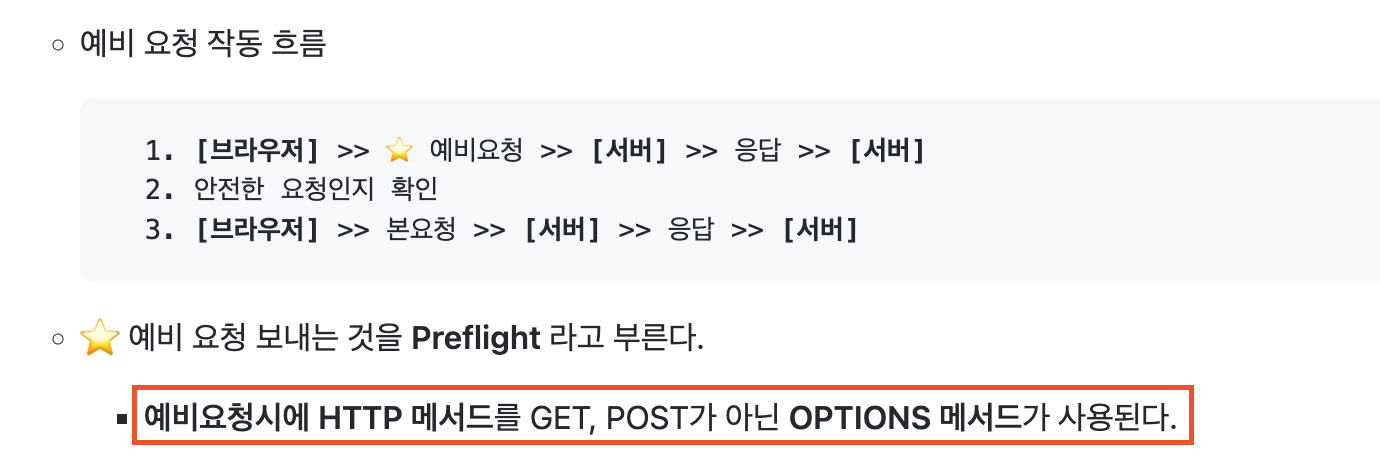 예비 요청 작동 흐름
1. [브라우저] >> ⭐ 예비요청 >> [서버] >> 응답 >> [서버]
2. 안전한 요청인지 확인
3. [브라우저] >> 본요청 >> [서버] >> 응답 >> [서버]
⭐ 예비 요청 보내는 것을 Preflight 라고 부른다.
예비요청시에 HTTP 메서드를 GET, POST가 아닌 OPTIONS 메서드가 사용된다.